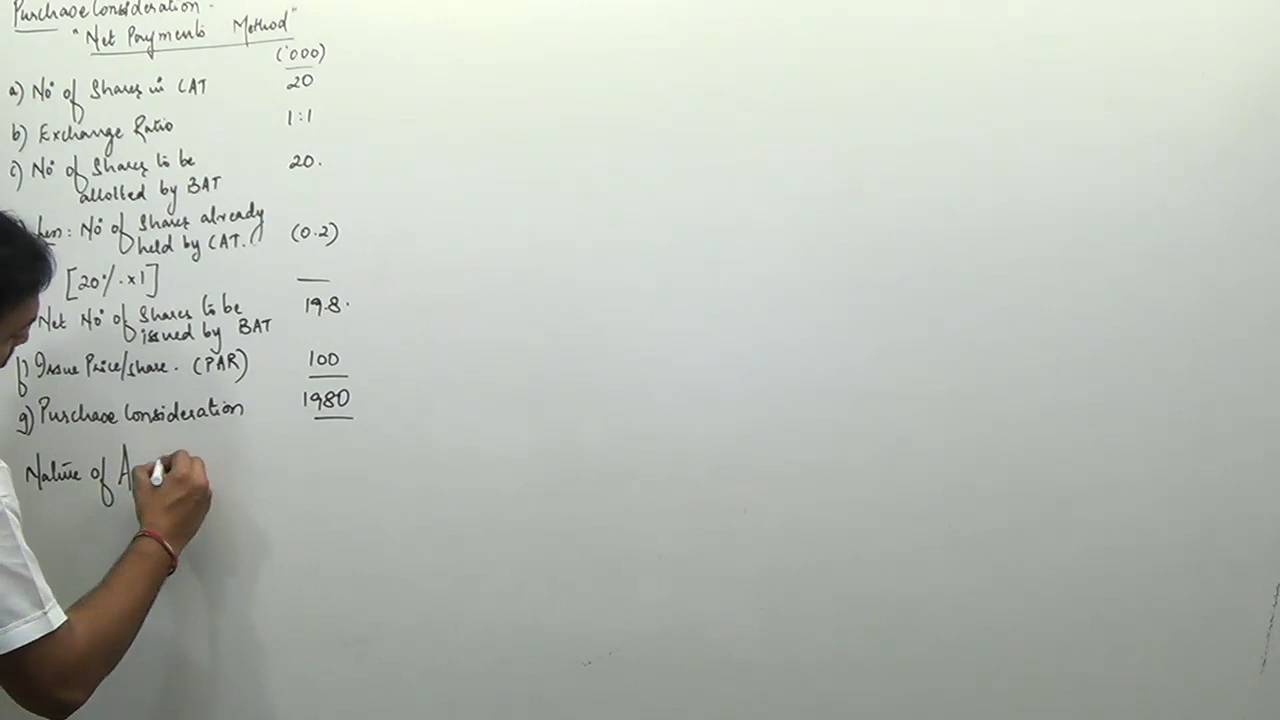 Purchase Consideration -
"Net Payments Method"
('000)
a) No of Shares in CAT 20
b) Exchange Ratio 1:1
c) No of Shares to be 20.
allotted by BAT
Less: No of Shares already
held by CAT. (0.2)
[20% × 1]
Net No of Shares to be 19.8.
issued by BAT
f) Issue Price/share. (PAR) 100
g) Purchase Consideration 1980
Nature of A